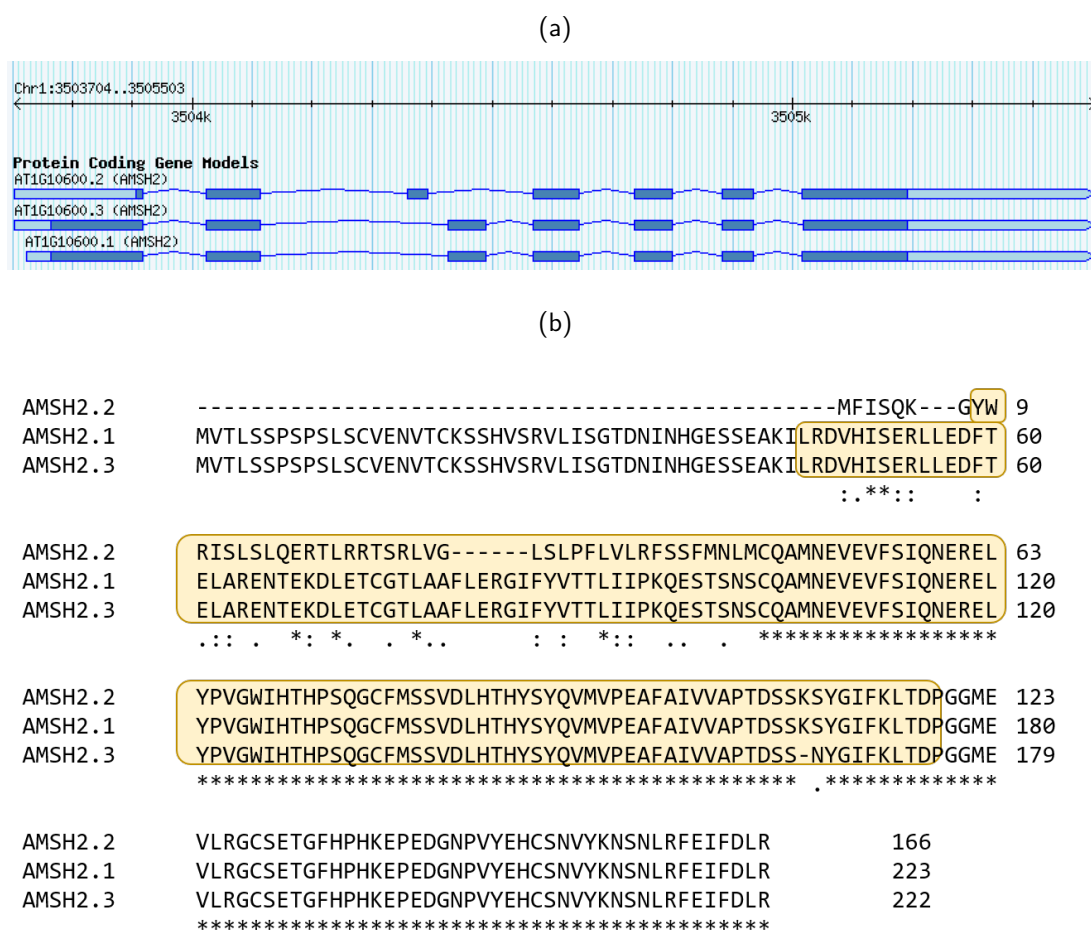 (a)
Chr1:3503704..3505503
3504k 3505k
Protein Coding Gene Models
AT1G10600.2 (AMSH2)
AT1G10600.3 (AMSH2)
AT1G10600.1 (AMSH2)
(b)
AMSH2.2 ------------------------------------------------MFISQK---GYW 9
AMSH2.1 MVTLSSPSPSLSCVENVTCKSSHVSRVLISGTDNINHGESSEAKILRDVHISERLLEDFT 60
AMSH2.3 MVTLSSPSPSLSCVENVTCKSSHVSRVLISGTDNINHGESSEAKILRDVHISERLLEDFT 60
:.**:: :
AMSH2.2 RISLSLQERTLRRTSRLVG------LSLPFLVLRFSSFMNLMCQAMNEVEVFSIQNEREL 63
AMSH2.1 ELARENTEKDLETCGTLAAFLERGIFYVTTLIIPKQESTSNSCQAMNEVEVFSIQNEREL 120
AMSH2.3 ELARENTEKDLETCGTLAAFLERGIFYVTTLIIPKQESTSNSCQAMNEVEVFSIQNEREL 120
.:: . *: *. . *.. : : *:: .. . ******************
AMSH2.2 YPVGWIHTHPSQGCFMSSVDLHTHYSYQVMVPEAFAIVVAPTDSSKSYGIFKLTDPGGME 123
AMSH2.1 YPVGWIHTHPSQGCFMSSVDLHTHYSYQVMVPEAFAIVVAPTDSSKSYGIFKLTDPGGME 180
AMSH2.3 YPVGWIHTHPSQGCFMSSVDLHTHYSYQVMVPEAFAIVVAPTDSS-NYGIFKLTDPGGME 179
********************************************* .*************
AMSH2.2 VLRGCSETGFHPHKEPEDGNPVYEHCSNVYKNSNLRFEIFDLR 166
AMSH2.1 VLRGCSETGFHPHKEPEDGNPVYEHCSNVYKNSNLRFEIFDLR 223
AMSH2.3 VLRGCSETGFHPHKEPEDGNPVYEHCSNVYKNSNLRFEIFDLR 222
*******************************************